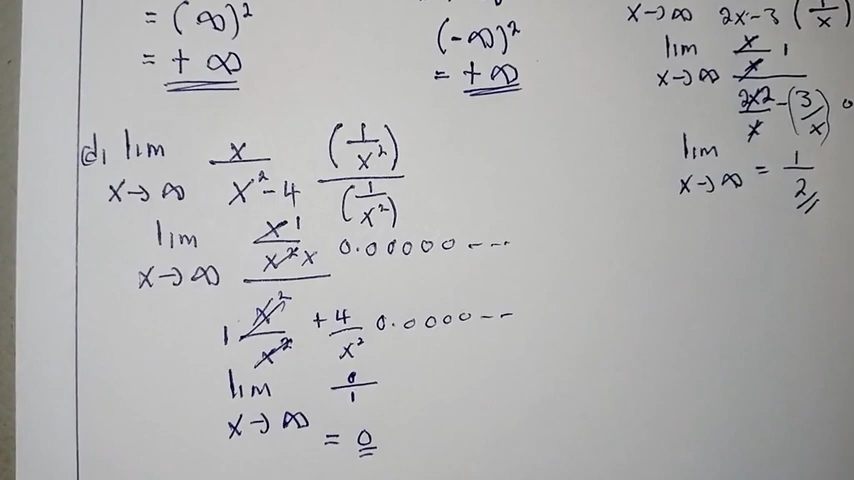 = (∞)²
= + ∞
(-∞)²
= + ∞
x→∞ 2x-3 (1/x)
lim x/x 1
x→∞ 2x2/x - (3/x) 0
lim
x→∞ = 1/2
d, lim x/(x²-4) (1/x²)/(1/x²)
x→∞
lim x1/x²x 0.00000---
x→∞
1 x²/x² + 4/x² 0.0000--
lim 0/1
x→∞ = 0